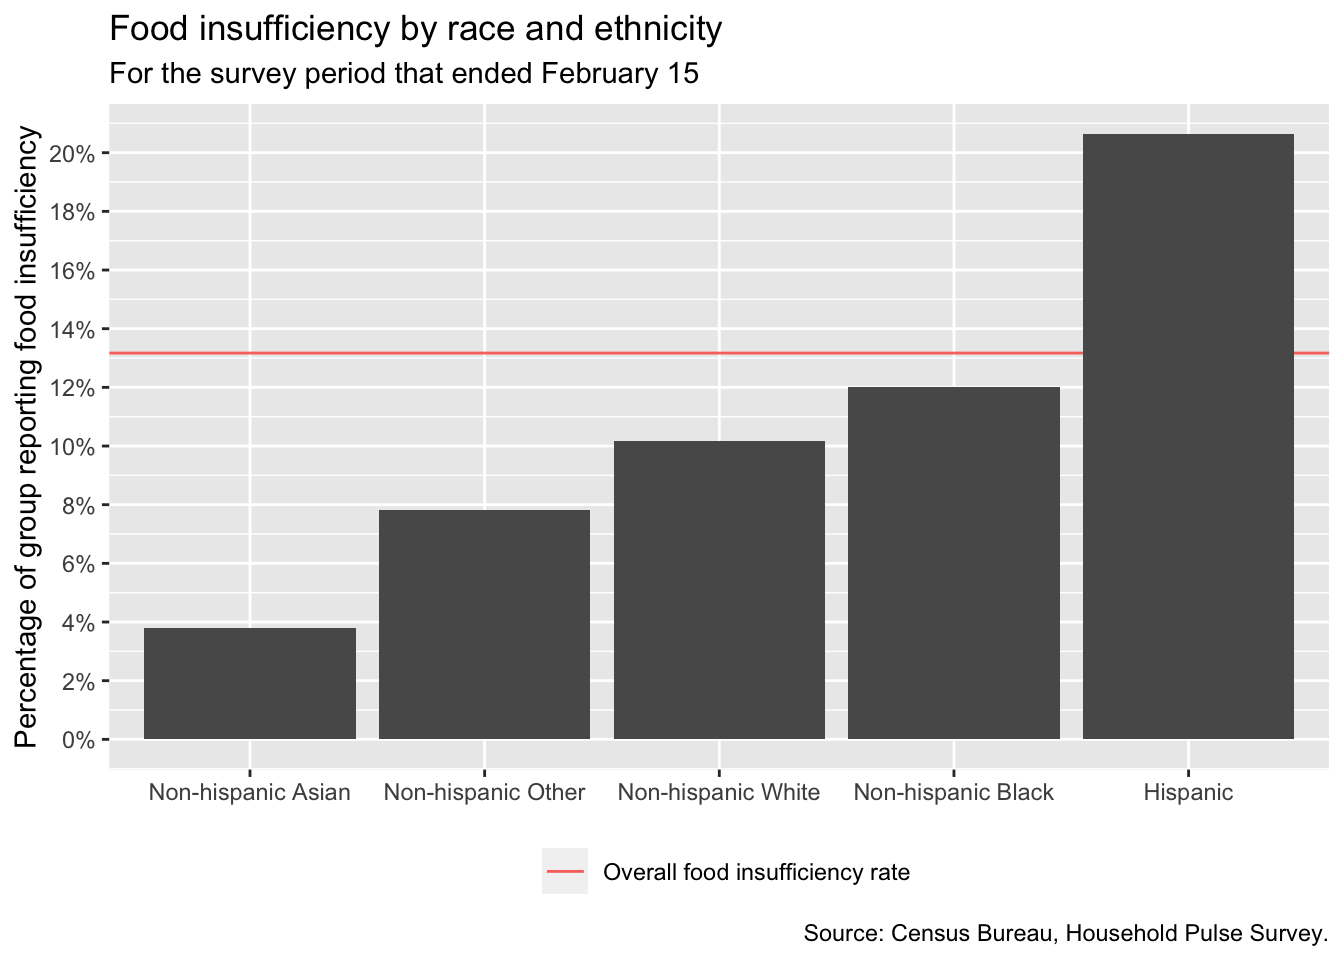 Food insufficiency by race and ethnicity
For the survey period that ended February 15
Percentage of group reporting food insufficiency
20%
18%
16%
14%
12%
10%
8%
6%
4%
2%
0%
Non-hispanic Asian
Non-hispanic Other
Non-hispanic White
Non-hispanic Black
Hispanic
Overall food insufficiency rate
Source: Census Bureau, Household Pulse Survey.